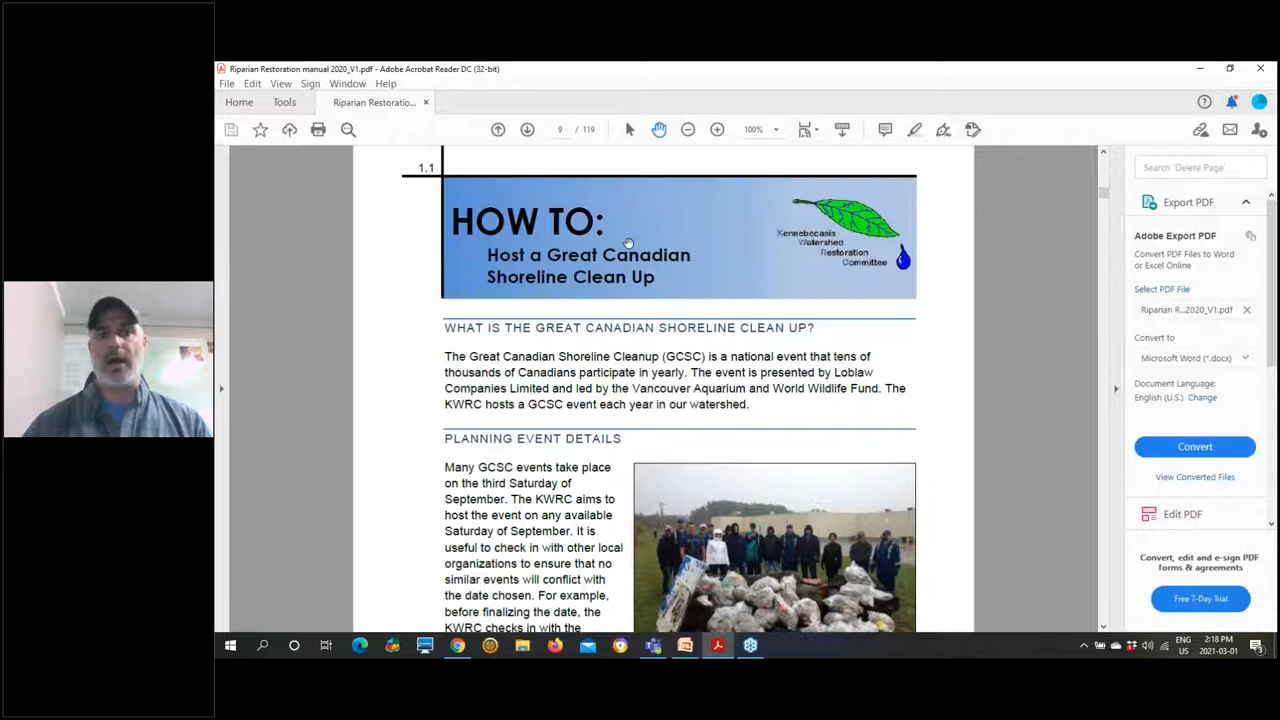 Riparian Restoration manual 2020_V1.pdf - Adobe Acrobat Reader DC (32-bit)
File Edit View Sign Window Help
Home Tools Riparian Restoratio... ×
9 / 119 100%
Search 'Delete Page'
1.1
HOW TO:
Host a Great Canadian
Shoreline Clean Up
Kennebecasis
Watershed
Restoration
Committee
WHAT IS THE GREAT CANADIAN SHORELINE CLEAN UP?
The Great Canadian Shoreline Cleanup (GCSC) is a national event that tens of
thousands of Canadians participate in yearly. The event is presented by Loblaw
Companies Limited and led by the Vancouver Aquarium and World Wildlife Fund. The
KWRC hosts a GCSC event each year in our watershed.
PLANNING EVENT DETAILS
Many GCSC events take place
on the third Saturday of
September. The KWRC aims to
host the event on any available
Saturday of September. It is
useful to check in with other local
organizations to ensure that no
similar events will conflict with
the date chosen. For example,
before finalizing the date, the
KWRC checks in with the
Export PDF
Adobe Export PDF
Convert PDF Files to Word
or Excel Online
Select PDF File
Riparian R...2020_V1.pdf
Convert to
Microsoft Word (*.docx)
Document Language:
English (U.S.) Change
Convert
View Converted Files
Edit PDF
Convert, edit and e-sign PDF
forms & agreements
Free 7-Day Trial
ENG
US
2:18 PM
2021-03-01
3